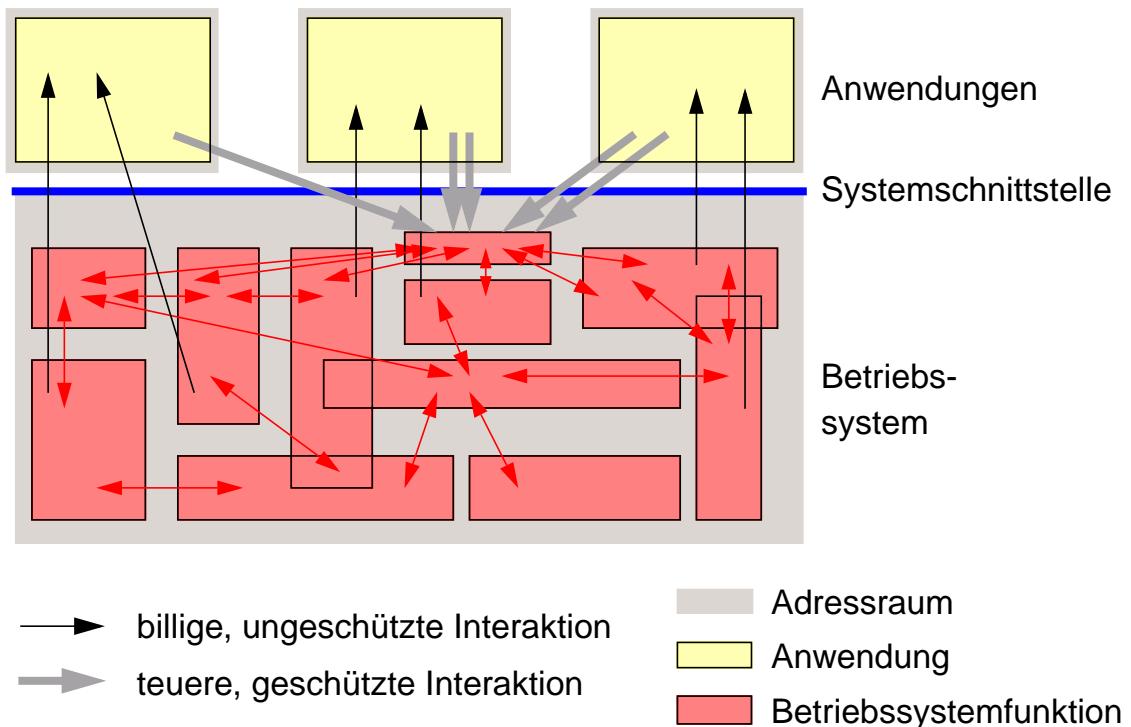 Anwendungen
Systemschnittstelle
Betriebs-
system
billige, ungeschützte Interaktion
teuere, geschützte Interaktion
Adressraum
Anwendung
Betriebssystemfunktion